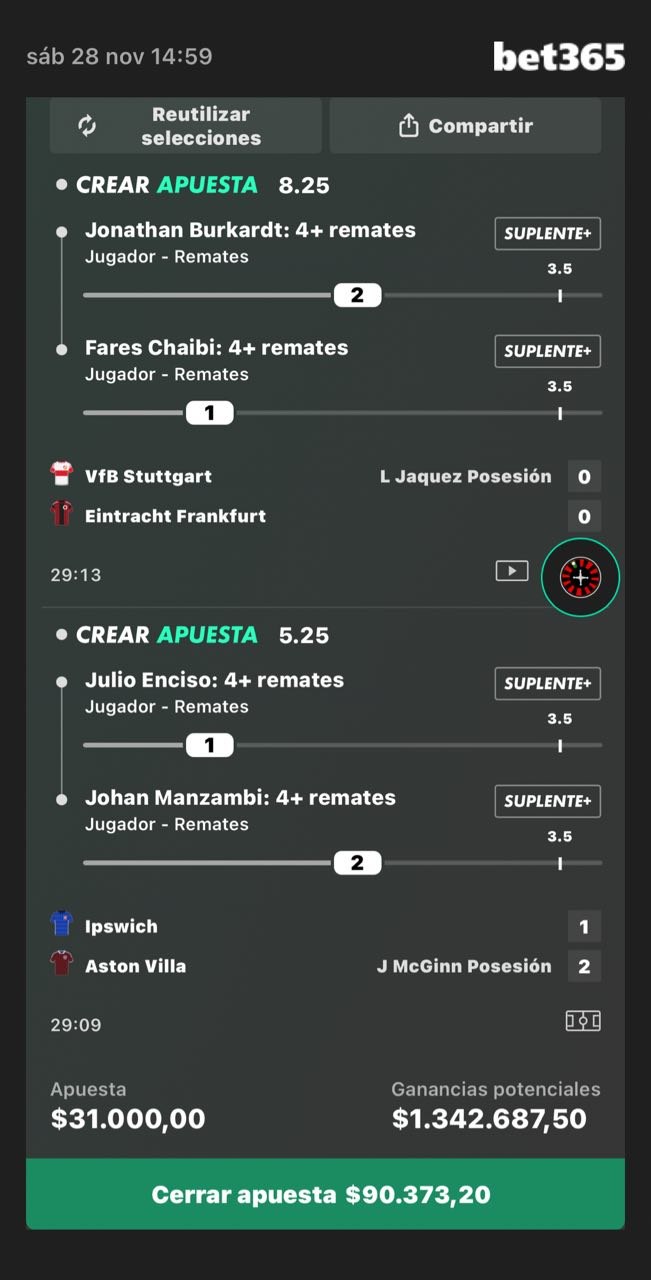 sáb 28 nov 14:59
bet365
Reutilizar
selecciones
Compartir
CREAR APUESTA 8.25
Jonathan Burkardt: 4+ remates
SUPLENTE+
Jugador - Remates
3.5
2
Fares Chaibi: 4+ remates
SUPLENTE+
Jugador - Remates
3.5
1
VfB Stuttgart L Jaquez Posesión 0
Eintracht Frankfurt 0
29:13
CREAR APUESTA 5.25
Julio Enciso: 4+ remates
SUPLENTE+
Jugador - Remates
3.5
1
Johan Manzambi: 4+ remates
SUPLENTE+
Jugador - Remates
3.5
2
Ipswich 1
Aston Villa J McGinn Posesión 2
29:09
Apuesta Ganancias potenciales
$31.000,00 $1.342.687,50
Cerrar apuesta $90.373,20